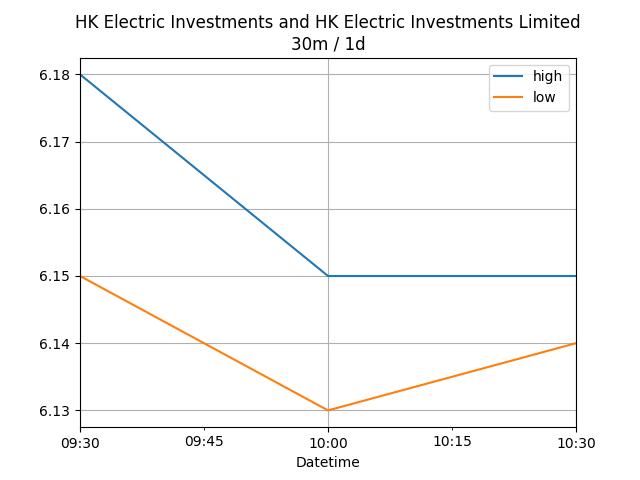 HK Electric Investments and HK Electric Investments Limited
30m / 1d
high
low
6.18
6.17
6.16
6.15
6.14
6.13
09:30
09:45
10:00
10:15
10:30
Datetime